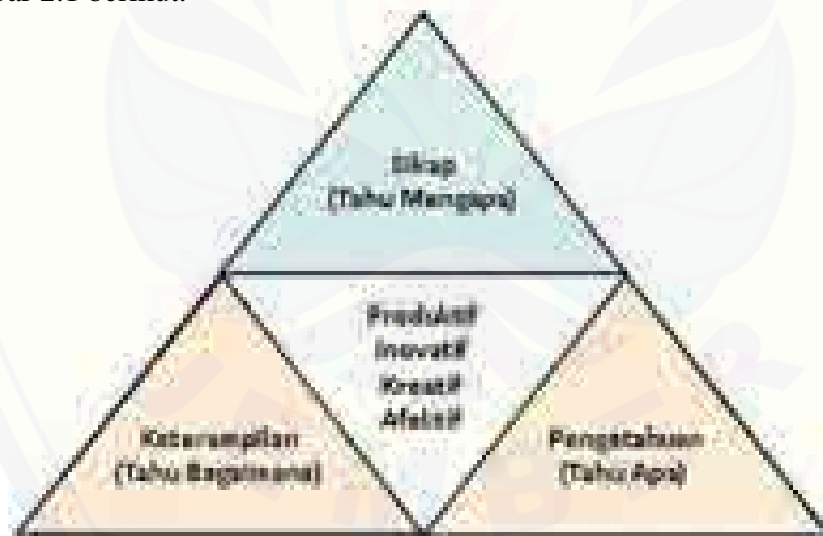 Sikap
(Tahu Mengapa)
Produktif
Inovatif
Kreatif
Afektif
Keterampilan
(Tahu Bagaimana)
Pengetahuan
(Tahu Apa)